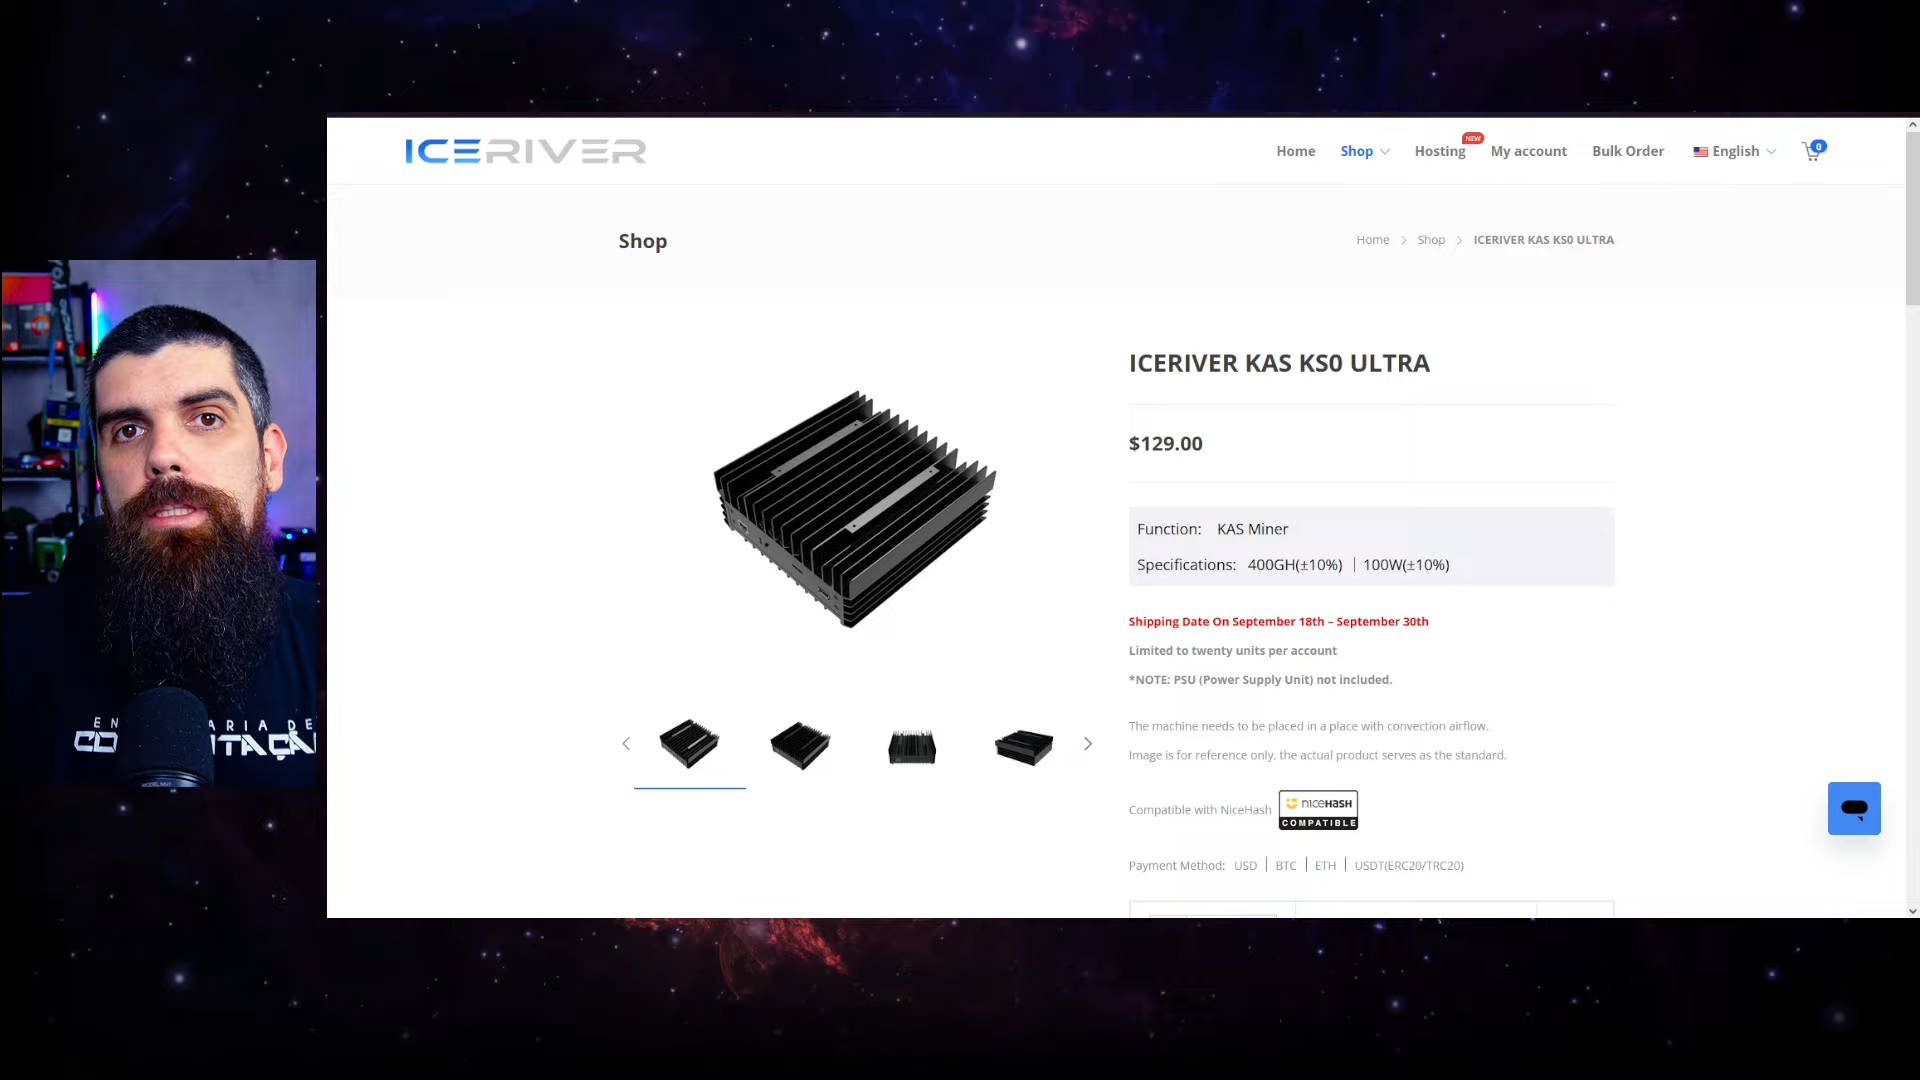 ICERIVER
Home
Shop
Hosting
NEW
My account
Bulk Order
English
0
Shop
Home > Shop > ICERIVER KAS KS0 ULTRA
ICERIVER KAS KS0 ULTRA
$129.00
Function: KAS Miner
Specifications: 400GH(±10%) | 100W(±10%)
Shipping Date On September 18th – September 30th
Limited to twenty units per account
*NOTE: PSU (Power Supply Unit) not included.
The machine needs to be placed in a place with convection airflow.
Image is for reference only, the actual product serves as the standard.
Compatible with NiceHash
NICEHASH
COMPATIBLE
Payment Method: USD | BTC | ETH | USDT(ERC20/TRC20)